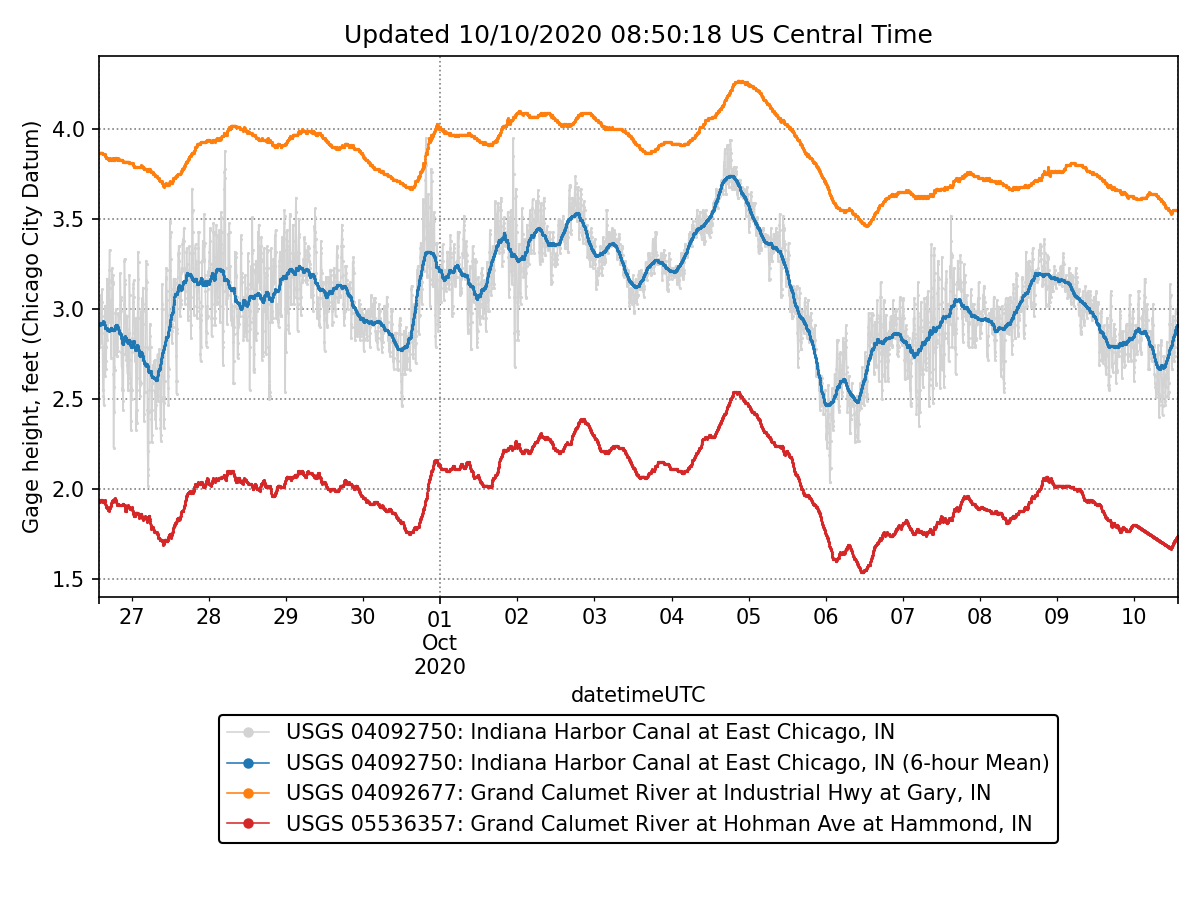 Updated 10/10/2020 08:50:18 US Central Time
Gage height, feet (Chicago City Datum)
4.0
3.5
3.0
2.5
2.0
1.5
27 28 29 30 01 02 03 04 05 06 07 08 09 10
Oct
2020
datetimeUTC
USGS 04092750: Indiana Harbor Canal at East Chicago, IN
USGS 04092750: Indiana Harbor Canal at East Chicago, IN (6-hour Mean)
USGS 04092677: Grand Calumet River at Industrial Hwy at Gary, IN
USGS 05536357: Grand Calumet River at Hohman Ave at Hammond, IN